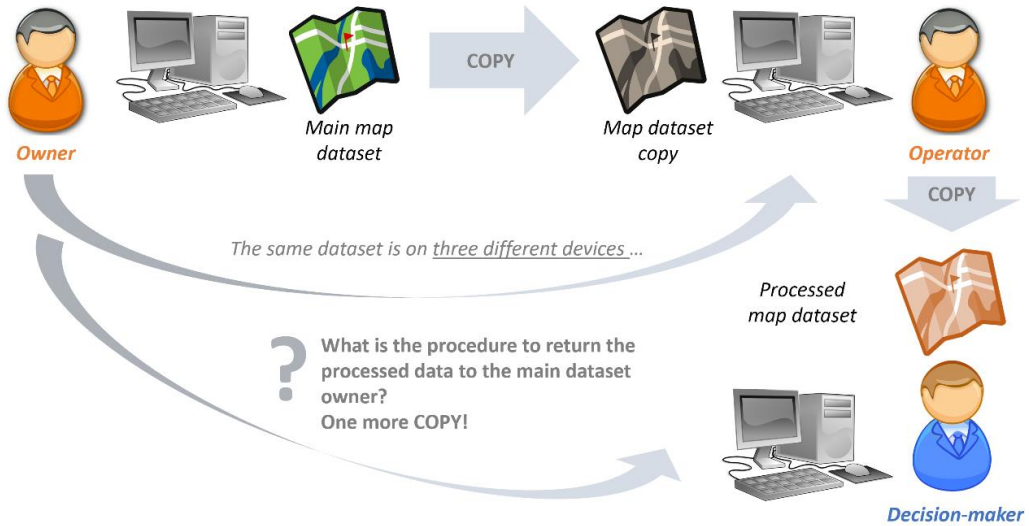 COPY
Main map
dataset
Map dataset
copy
Owner
Operator
COPY
The same dataset is on three different devices ...
Processed
map dataset
?
What is the procedure to return the
processed data to the main dataset
owner?
One more COPY!
Decision-maker